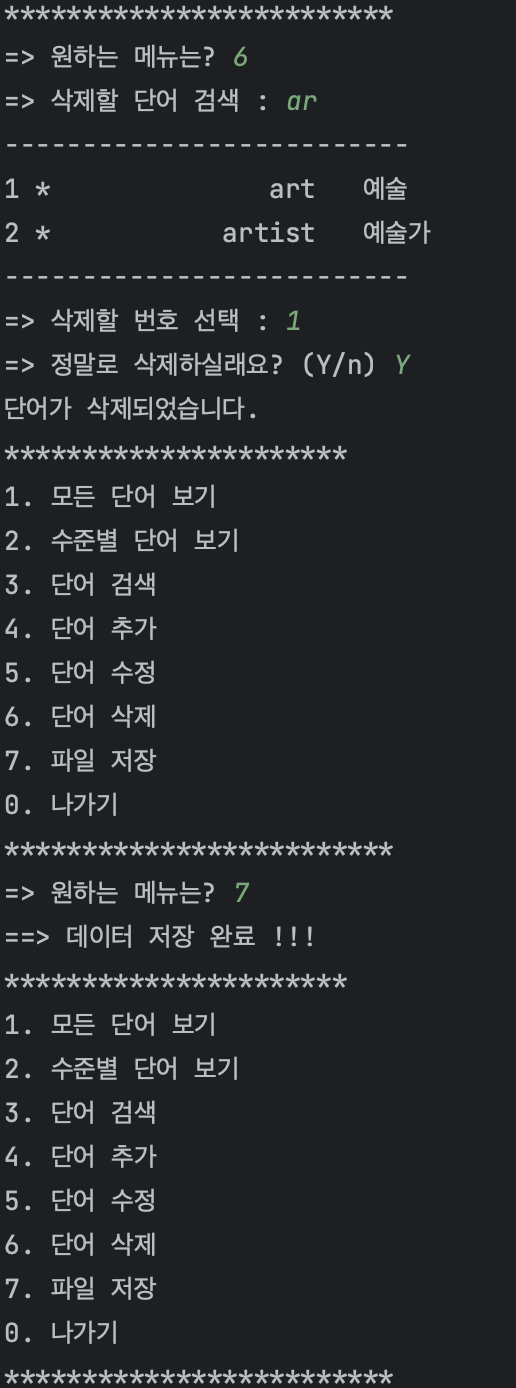 *************************
=> 원하는 메뉴는? 6
=> 삭제할 단어 검색 : ar
--------------------------
1 *              art   예술
2 *           artist   예술가
--------------------------
=> 삭제할 번호 선택 : 1
=> 정말로 삭제하실래요? (Y/n) Y
단어가 삭제되었습니다.
**********************
1. 모든 단어 보기
2. 수준별 단어 보기
3. 단어 검색
4. 단어 추가
5. 단어 수정
6. 단어 삭제
7. 파일 저장
0. 나가기
*************************
=> 원하는 메뉴는? 7
==> 데이터 저장 완료 !!!
**********************
1. 모든 단어 보기
2. 수준별 단어 보기
3. 단어 검색
4. 단어 추가
5. 단어 수정
6. 단어 삭제
7. 파일 저장
0. 나가기
*************************